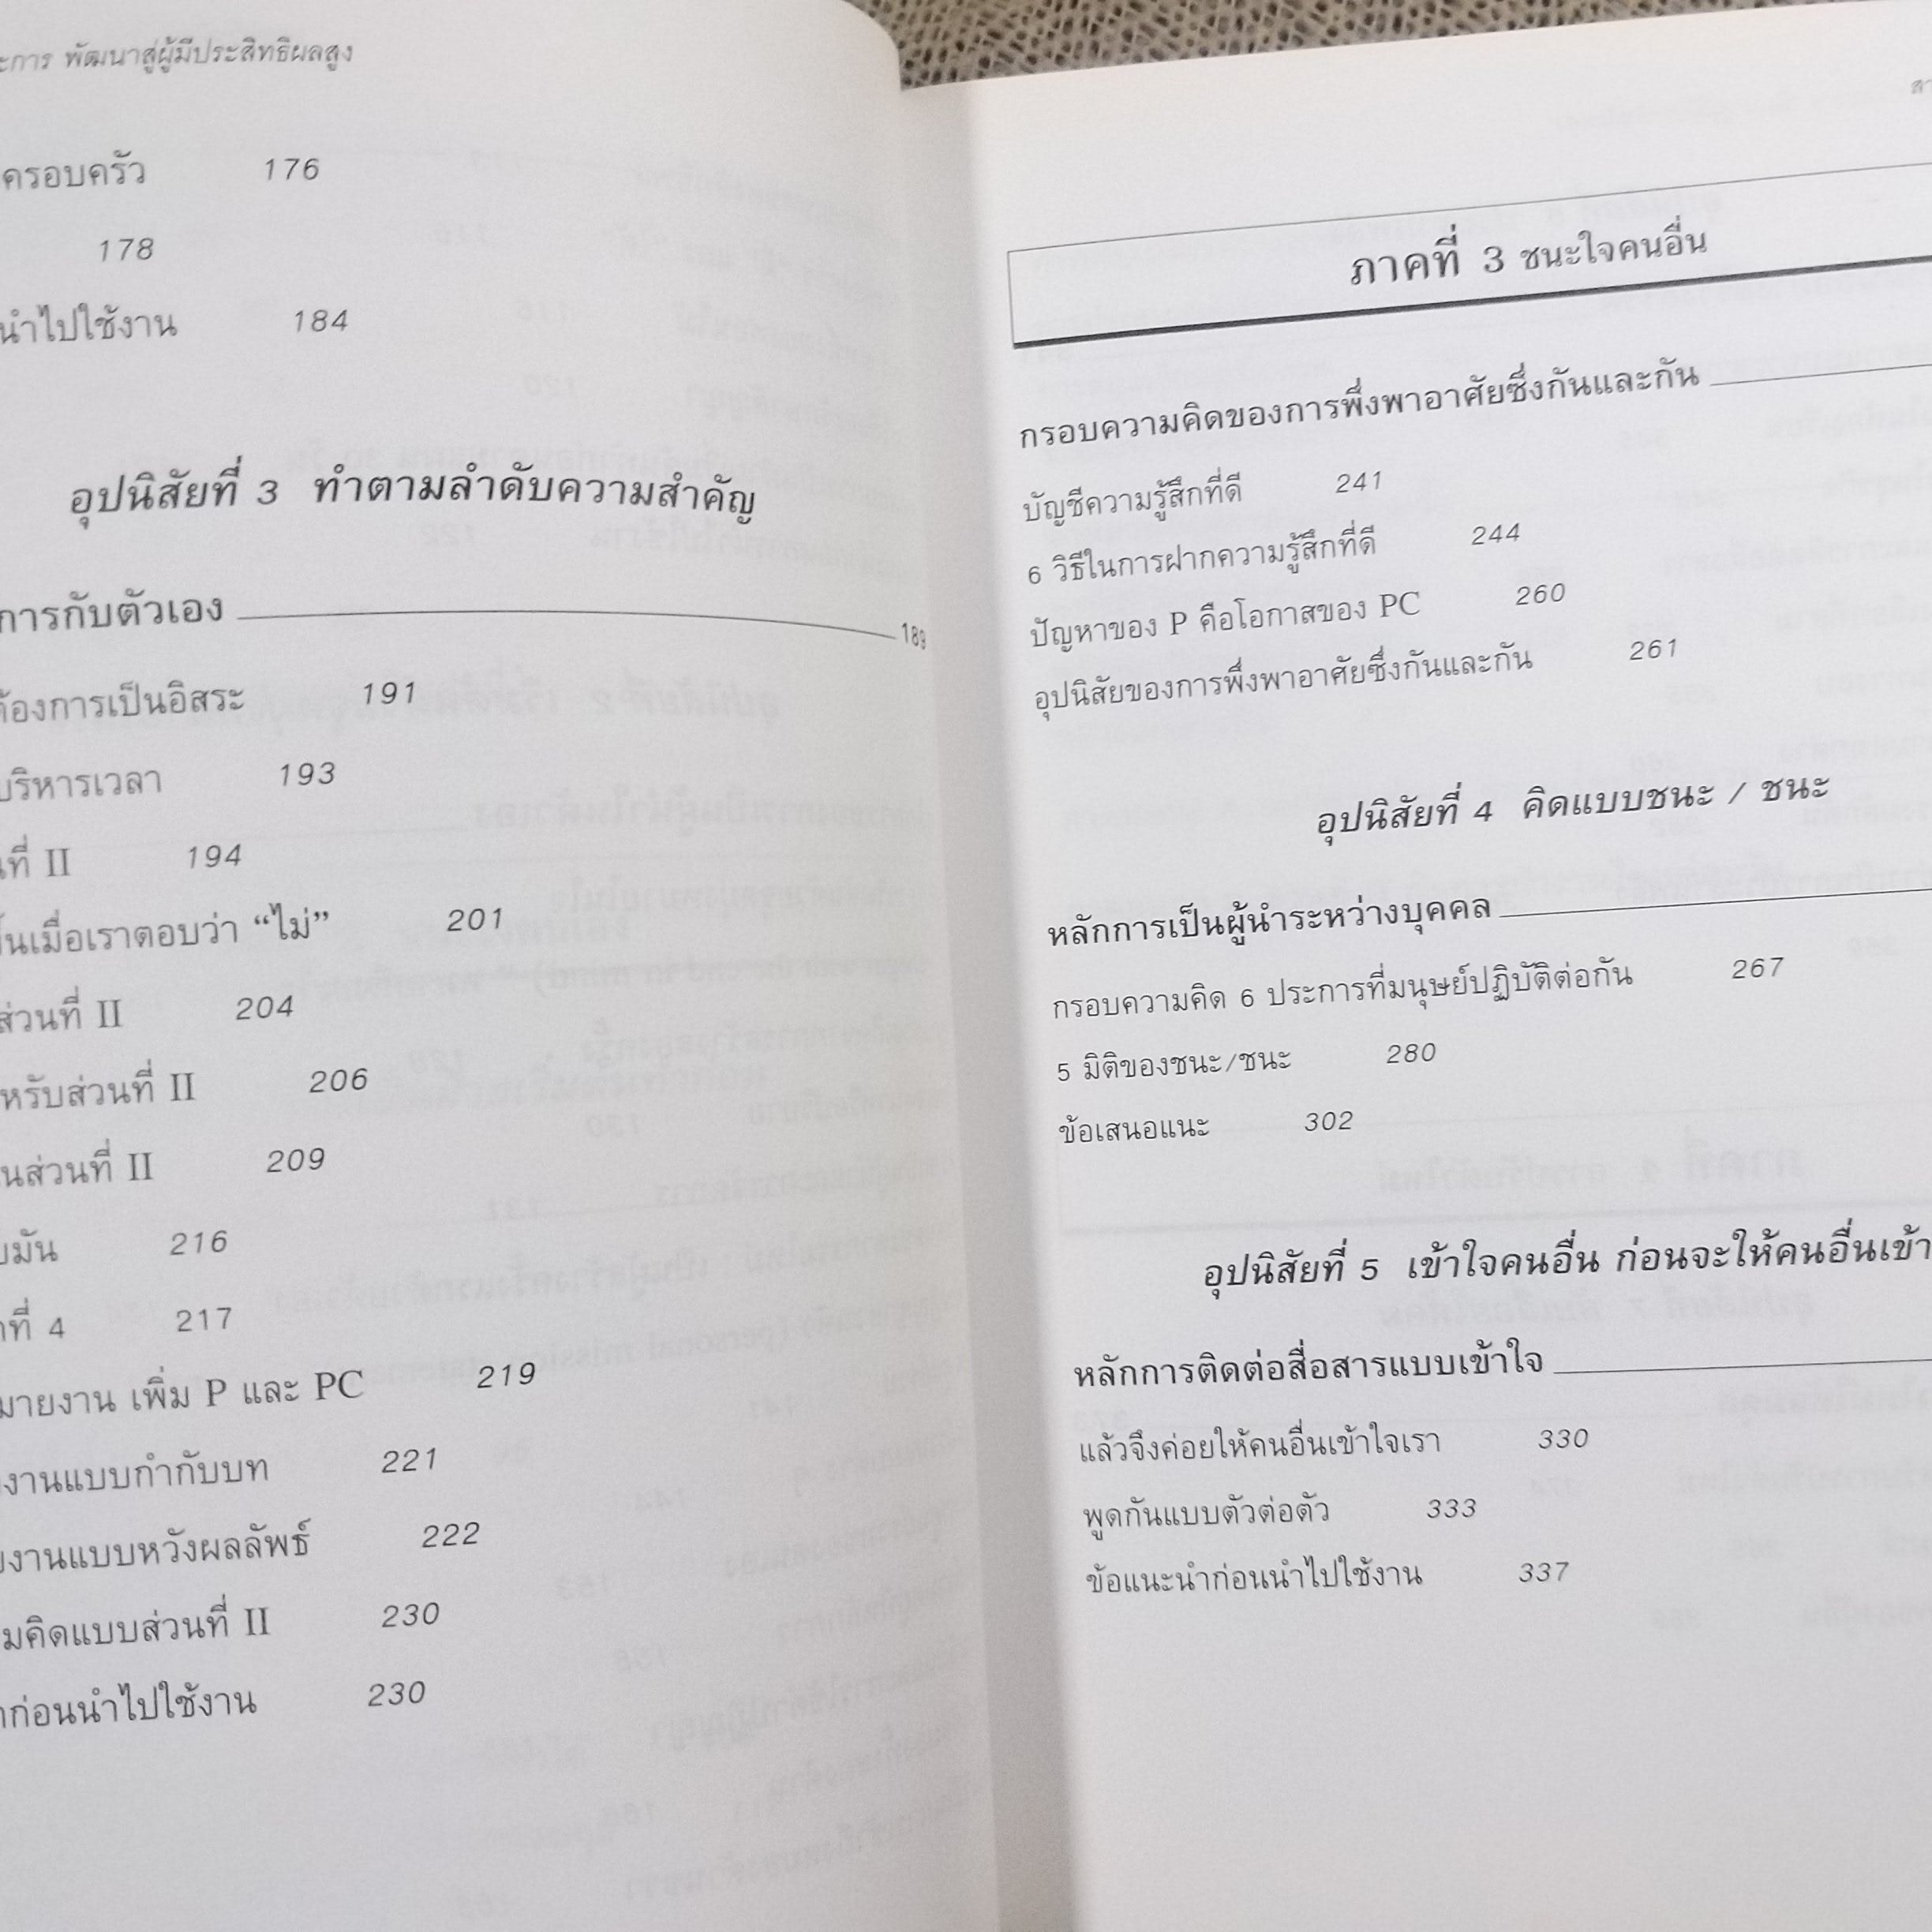 การ พัฒนาสู่ผู้มีประสิทธิผลสูง
ครอบครัว 176
178
นำไปใช้งาน 184
อุปนิสัยที่ 3 ทำตามลำดับความสำคัญ
การกับตัวเอง 189
ต้องการเป็นอิสระ 191
บริหารเวลา 193
ที่ II 194
เมื่อเราตอบว่า “ไม่” 201
ส่วนที่ II 204
หรับส่วนที่ II 206
นส่วนที่ II 209
มัน 216
ที่ 4 217
มายงาน เพิ่ม P และ PC 219
งานแบบกำกับบท 221
งานแบบหวังผลลัพธ์ 222
มคิดแบบส่วนที่ II 230
ก่อนนำไปใช้งาน 230
ภาคที่ 3 ชนะใจคนอื่น
กรอบความคิดของการพึ่งพาอาศัยซึ่งกันและกัน
บัญชีความรู้สึกที่ดี 241
6 วิธีในการฝากความรู้สึกที่ดี 244
ปัญหาของ P คือโอกาสของ PC 260
อุปนิสัยของการพึ่งพาอาศัยซึ่งกันและกัน 261
อุปนิสัยที่ 4 คิดแบบชนะ / ชนะ
หลักการเป็นผู้นำระหว่างบุคคล
กรอบความคิด 6 ประการที่มนุษย์ปฏิบัติต่อกัน 267
5 มิติของชนะ/ชนะ 280
ข้อเสนอแนะ 302
อุปนิสัยที่ 5 เข้าใจคนอื่น ก่อนจะให้คนอื่นเข้า
หลักการติดต่อสื่อสารแบบเข้าใจ
แล้วจึงค่อยให้คนอื่นเข้าใจเรา 330
พูดกันแบบตัวต่อตัว 333
ข้อแนะนำก่อนนำไปใช้งาน 337